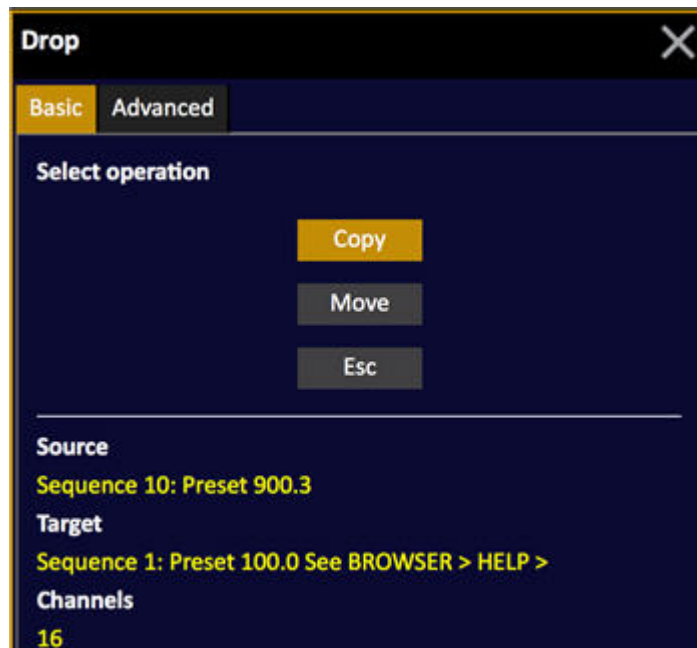 Drop
Basic Advanced
Select operation
Copy
Move
Esc
Source
Sequence 10: Preset 900.3
Target
Sequence 1: Preset 100.0 See BROWSER > HELP >
Channels
16